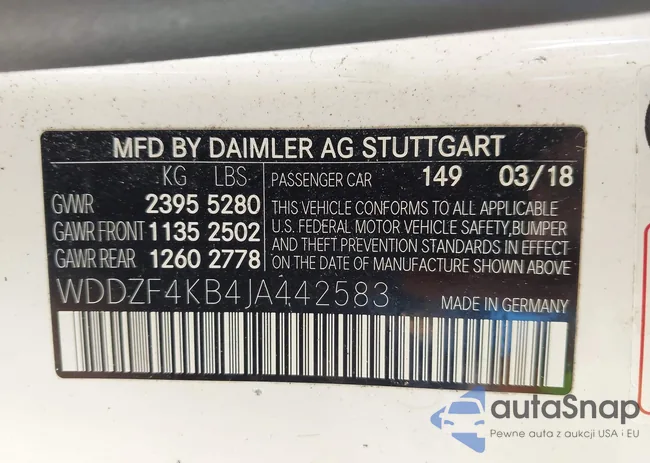 MFD BY DAIMLER AG STUTTGART
KG LBS PASSENGER CAR 149 03/18
GVWR 2395 5280
GAWR FRONT 1135 2502
GAWR REAR 1260 2778
THIS VEHICLE CONFORMS TO ALL APPLICABLE
U.S. FEDERAL MOTOR VEHICLE SAFETY,BUMPER
AND THEFT PREVENTION STANDARDS IN EFFECT
ON THE DATE OF MANUFACTURE SHOWN ABOVE
WDDZF4KB4JA442583 MADE IN GERMANY
autaSnap
Pewne auta z aukcji USA i EU